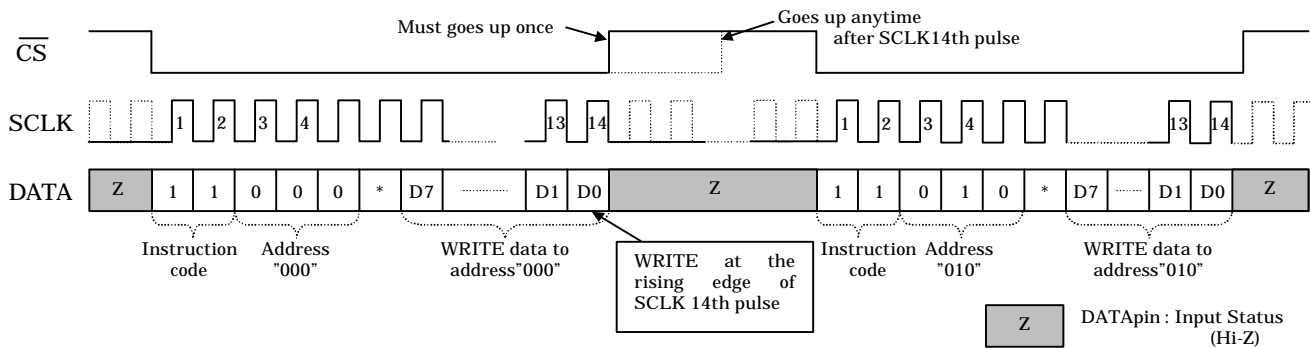 Must goes up once
Goes up anytime
after SCLK14th pulse
CS
SCLK
1 2 3 4 13 14 1 2 3 4 13 14
DATA
Z 1 1 0 0 0 * D7 D1 D0 Z 1 1 0 1 0 * D7 D1 D0 Z
Instruction
code
Address
"000"
WRITE data to
address"000"
WRITE at the
rising edge of
SCLK 14th pulse
Instruction
code
Address
"010"
WRITE data to
address"010"
Z
DATApin : Input Status
(Hi-Z)